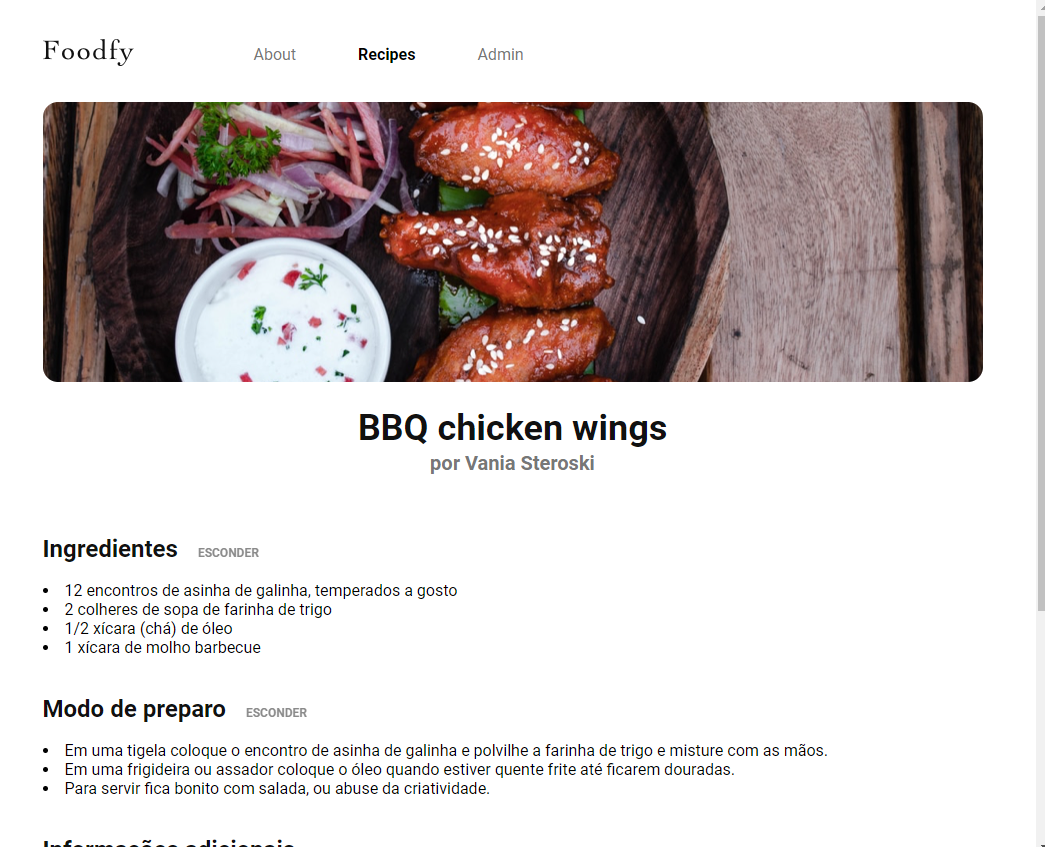 Foodfy
About Recipes Admin
BBQ chicken wings
por Vania Steroski
Ingredientes ESCONDER
• 12 encontros de asinha de galinha, temperados a gosto
• 2 colheres de sopa de farinha de trigo
• 1/2 xícara (chá) de óleo
• 1 xícara de molho barbecue
Modo de preparo ESCONDER
• Em uma tigela coloque o encontro de asinha de galinha e polvilhe a farinha de trigo e misture com as mãos.
• Em uma frigideira ou assador coloque o óleo quando estiver quente frite até ficarem douradas.
• Para servir fica bonito com salada, ou abuse da criatividade.
Informações adicionais